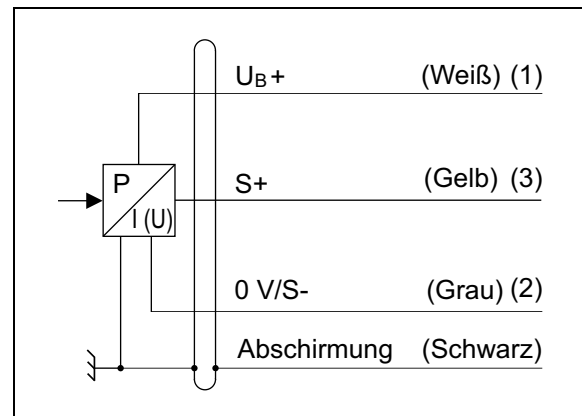 UB+ (Weiß) (1)
P
I (U)
S+ (Gelb) (3)
0 V/S- (Grau) (2)
Abschirmung (Schwarz)